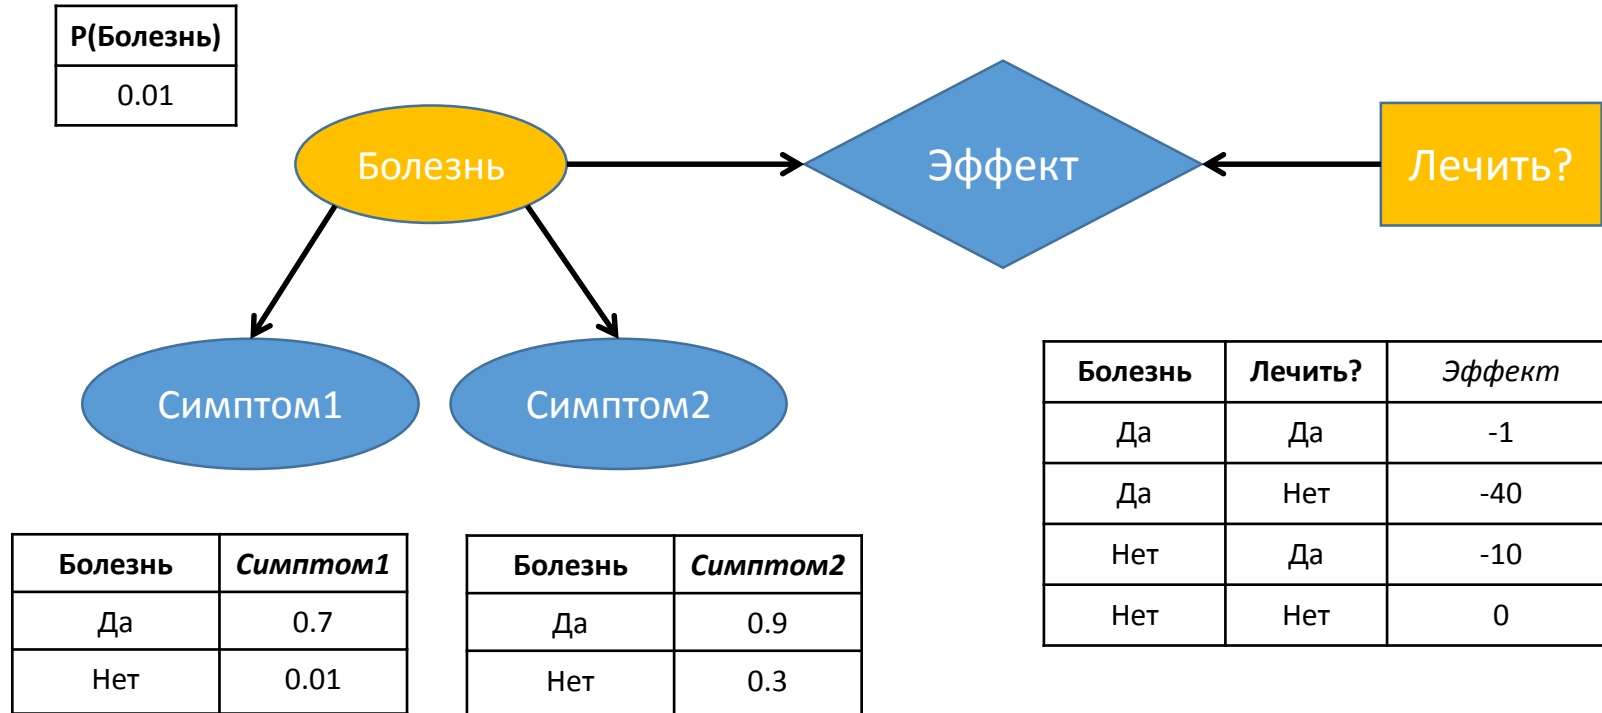 P(Болезнь)
0.01
Болезнь
Эффект
Лечить?
Симптом1
Симптом2
Болезнь Лечить? Эффект
Да Да -1
Да Нет -40
Нет Да -10
Нет Нет 0
Болезнь Симптом1
Да 0.7
Нет 0.01
Болезнь Симптом2
Да 0.9
Нет 0.3